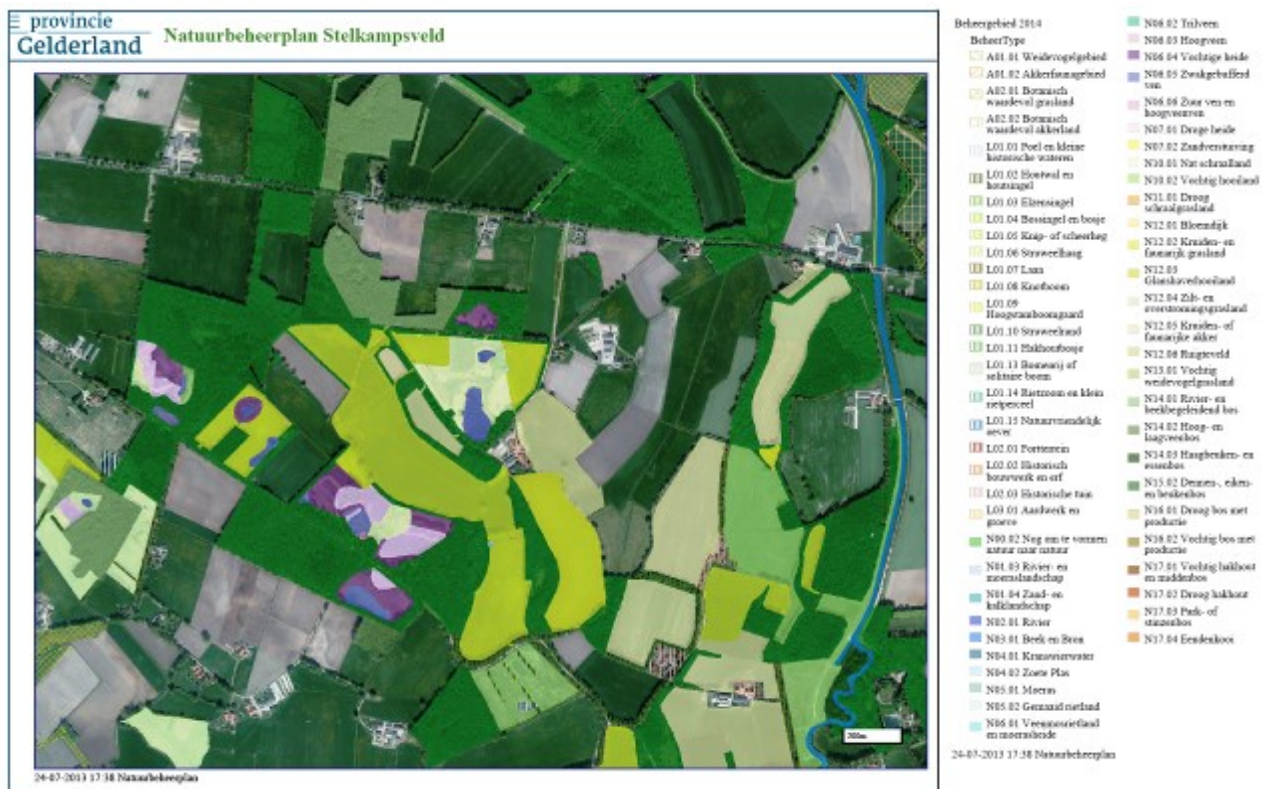 provincie
Gelderland
Natuurbeheerplan Stelkampsveld
200m
24-07-2013 17:38 Natuurbeheerplan
Beheergebied 2014
BeheerType
A01.01 Weidevogelgebied
A01.02 Akkerfaunagebied
A02.01 Botanisch
waardevol grasland
A02.02 Botanisch
waardevol akkerland
L01.01 Poel en kleine
historische wateren
L01.02 Houtwal en
houtsingel
L01.03 Elzensingel
L01.04 Bossingel en bosje
L01.05 Knip- of scheerheg
L01.06 Struweelhaag
L01.07 Laan
L01.08 Knotboom
L01.09
Hoogstamboomgaard
L01.10 Struweelrand
L01.11 Hakhoutbosje
L01.13 Bomenrij of
solitaire boom
L01.14 Rietzoom en klein
rietperceel
L01.15 Natuurvriendelijk
oever
L02.01 Fortterrein
L02.02 Historisch
bouwwerk en erf
L02.03 Historische tuin
L03.01 Aardwerk en
groeve
N00.02 Nog om te vormen
natuur naar natuur
N01.03 Rivier- en
moeraslandschap
N01.04 Zand- en
kalklandschap
N02.01 Rivier
N03.01 Beek en Bron
N04.01 Kranswierwater
N04.02 Zoete Plas
N05.01 Moeras
N05.02 Gemaaid rietland
N06.01 Veenmosrietland
en moerasheide
N06.02 Trilveen
N06.03 Hoogveen
N06.04 Vochtige heide
N06.05 Zwakgebufferd
ven
N06.06 Zuur ven en
hoogveenven
N07.01 Droge heide
N07.02 Zandverstuiving
N10.01 Nat schraalland
N10.02 Vochtig hooiland
N11.01 Droog
schraalgrasland
N12.01 Bloemdijk
N12.02 Kruiden- en
faunarijk grasland
N12.03
Glanshaverhooiland
N12.04 Zilt- en
overstromingsgrasland
N12.05 Kruiden- of
faunarijke akker
N12.06 Ruigteveld
N13.01 Vochtig
weidevogelgrasland
N14.01 Rivier- en
beekbegeleidend bos
N14.02 Hoog- en
laagveenbos
N14.03 Haagbeuken- en
essenbos
N15.02 Dennen-, eiken-
en beukenbos
N16.01 Droog bos met
productie
N16.02 Vochtig bos met
productie
N17.01 Vochtig hakhout
en middenbos
N17.02 Droog hakhout
N17.03 Park- of
stinzenbos
N17.04 Eendenkooi
24-07-2013 17:38 Natuurbeheerplan